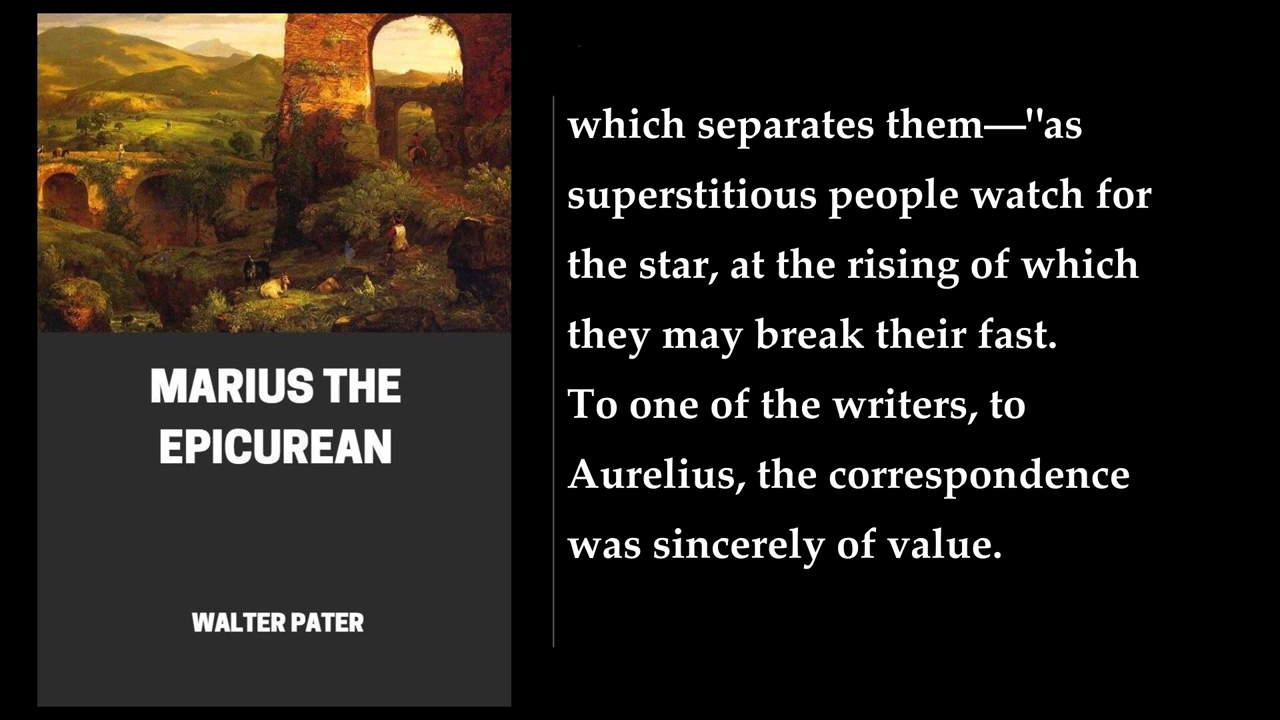 MARIUS THE
EPICUREAN
WALTER PATER
which separates them—"as
superstitious people watch for
the star, at the rising of which
they may break their fast.
To one of the writers, to
Aurelius, the correspondence
was sincerely of value.